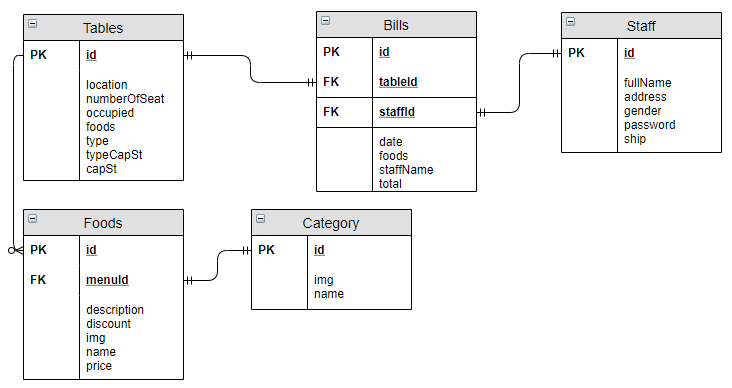 Tables
PK id
location
numberOfSeat
occupied
foods
type
typeCapSt
capSt
Bills
PK id
FK tableId
FK staffId
date
foods
staffName
total
Staff
PK id
fullName
address
gender
password
ship
Foods
PK id
FK menuId
description
discount
img
name
price
Category
PK id
img
name